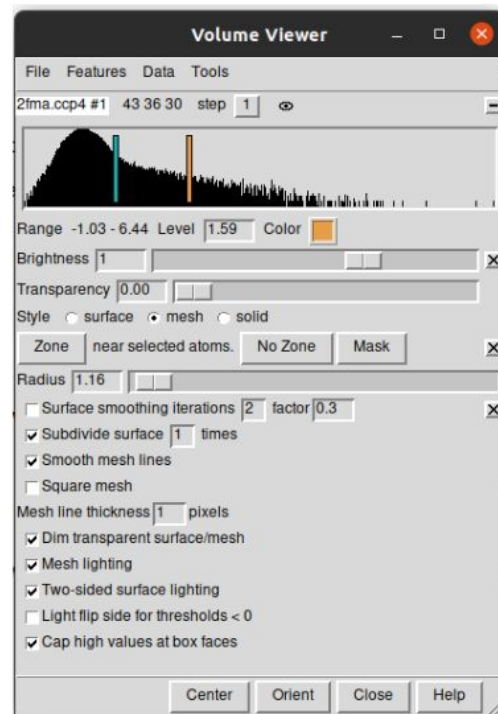 Volume Viewer
File Features Data Tools
2fma.ccp4 #1 43 36 30 step 1
Range -1.03 - 6.44 Level 1.59 Color
Brightness 1
Transparency 0.00
Style surface mesh solid
Zone near selected atoms. No Zone Mask
Radius 1.16
Surface smoothing iterations 2 factor 0.3
Subdivide surface 1 times
Smooth mesh lines
Square mesh
Mesh line thickness 1 pixels
Dim transparent surface/mesh
Mesh lighting
Two-sided surface lighting
Light flip side for thresholds < 0
Cap high values at box faces
Center Orient Close Help